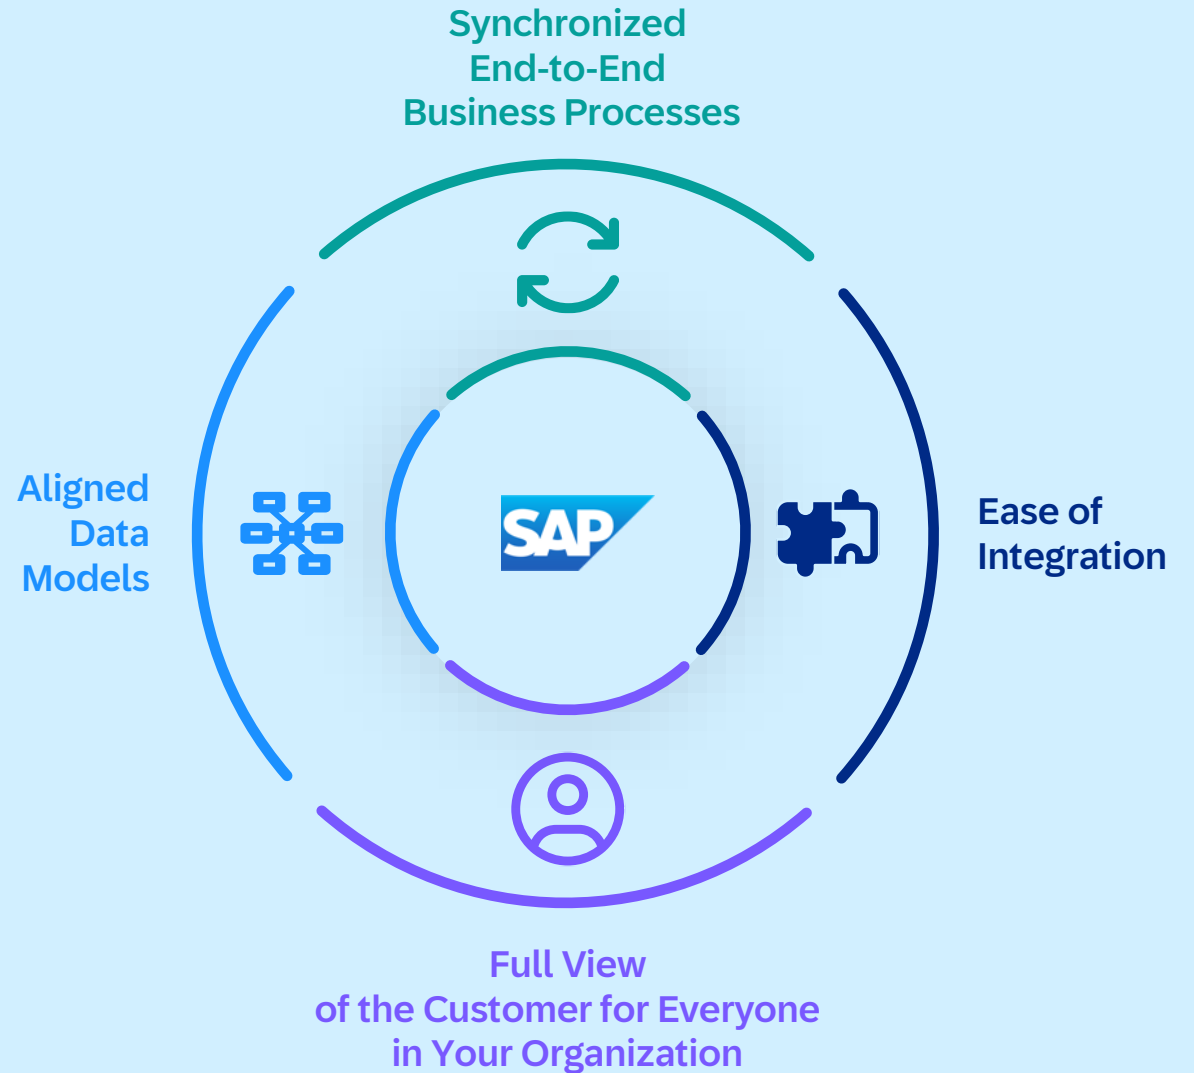 Synchronized
End-to-End
Business Processes
Aligned
Data
Models
SAP
Ease of
Integration
Full View
of the Customer for Everyone
in Your Organization